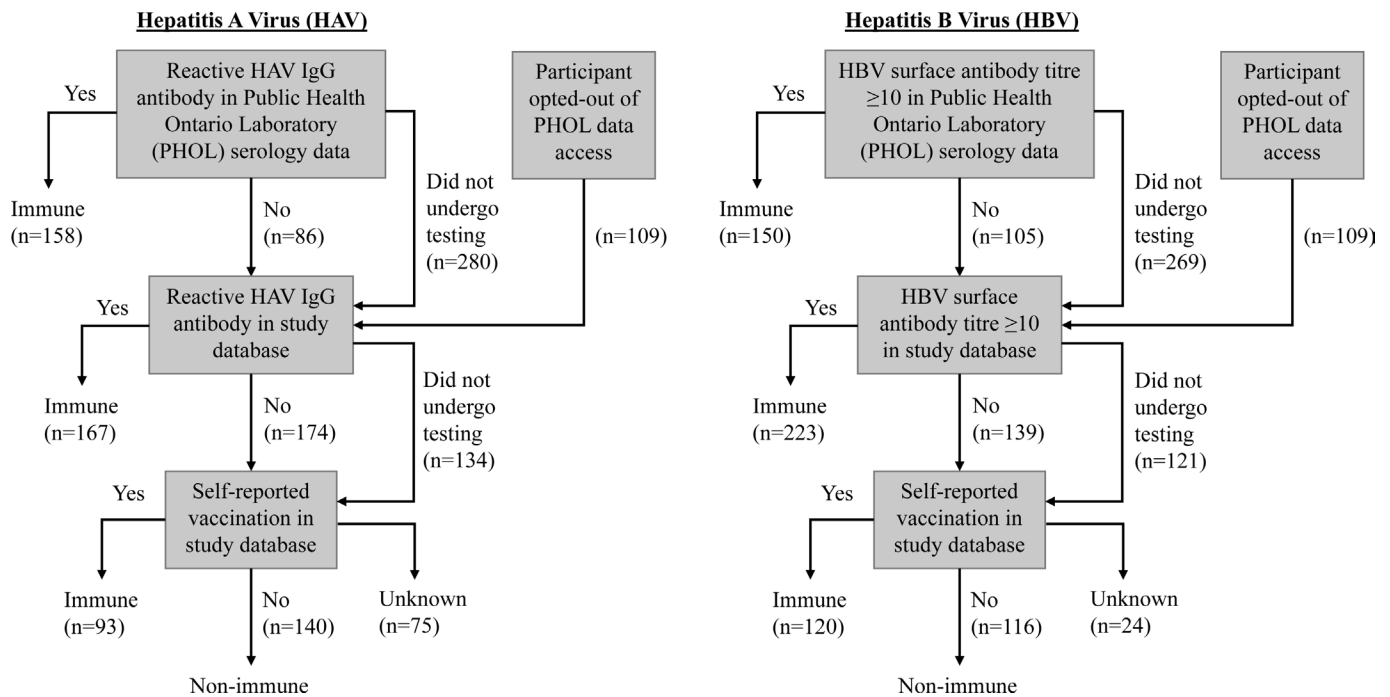 Hepatitis A Virus (HAV)
Reactive HAV IgG
antibody in Public Health
Ontario Laboratory
(PHOL) serology data
Participant
opted-out of
PHOL data
access
Yes
Immune
(n=158)
No
(n=86)
Did not
undergo
testing
(n=280)
(n=109)
Reactive HAV IgG
antibody in study
database
Yes
Immune
(n=167)
No
(n=174)
Did not
undergo
testing
(n=134)
Self-reported
vaccination in
study database
Yes
Immune
(n=93)
No
(n=140)
Unknown
(n=75)
Non-immune
Hepatitis B Virus (HBV)
HBV surface antibody titre
≥10 in Public Health
Ontario Laboratory
(PHOL) serology data
Participant
opted-out of
PHOL data
access
Yes
Immune
(n=150)
No
(n=105)
Did not
undergo
testing
(n=269)
(n=109)
HBV surface
antibody titre ≥10
in study database
Yes
Immune
(n=223)
No
(n=139)
Did not
undergo
testing
(n=121)
Self-reported
vaccination in
study database
Yes
Immune
(n=120)
No
(n=116)
Unknown
(n=24)
Non-immune